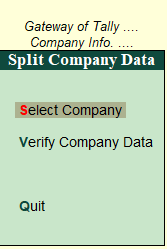 Gateway of Tally ....
Company Info. ....
Split Company Data
Select Company
Verify Company Data
Quit